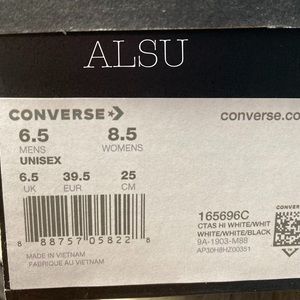 ALSU
CONVERSE
converse.co
6.5 8.5
MENS WOMENS
UNISEX
6.5 39.5 25
UK EUR CM
8 88757 05822 8
165696C
CTAS HI WHITE/WHIT
WHITE/WHITE/BLACK
9A-1903-M88
AP30H8HZ00351
CONVERSE
MADE IN VIETNAM
FABRIQUE AU VIETNAM